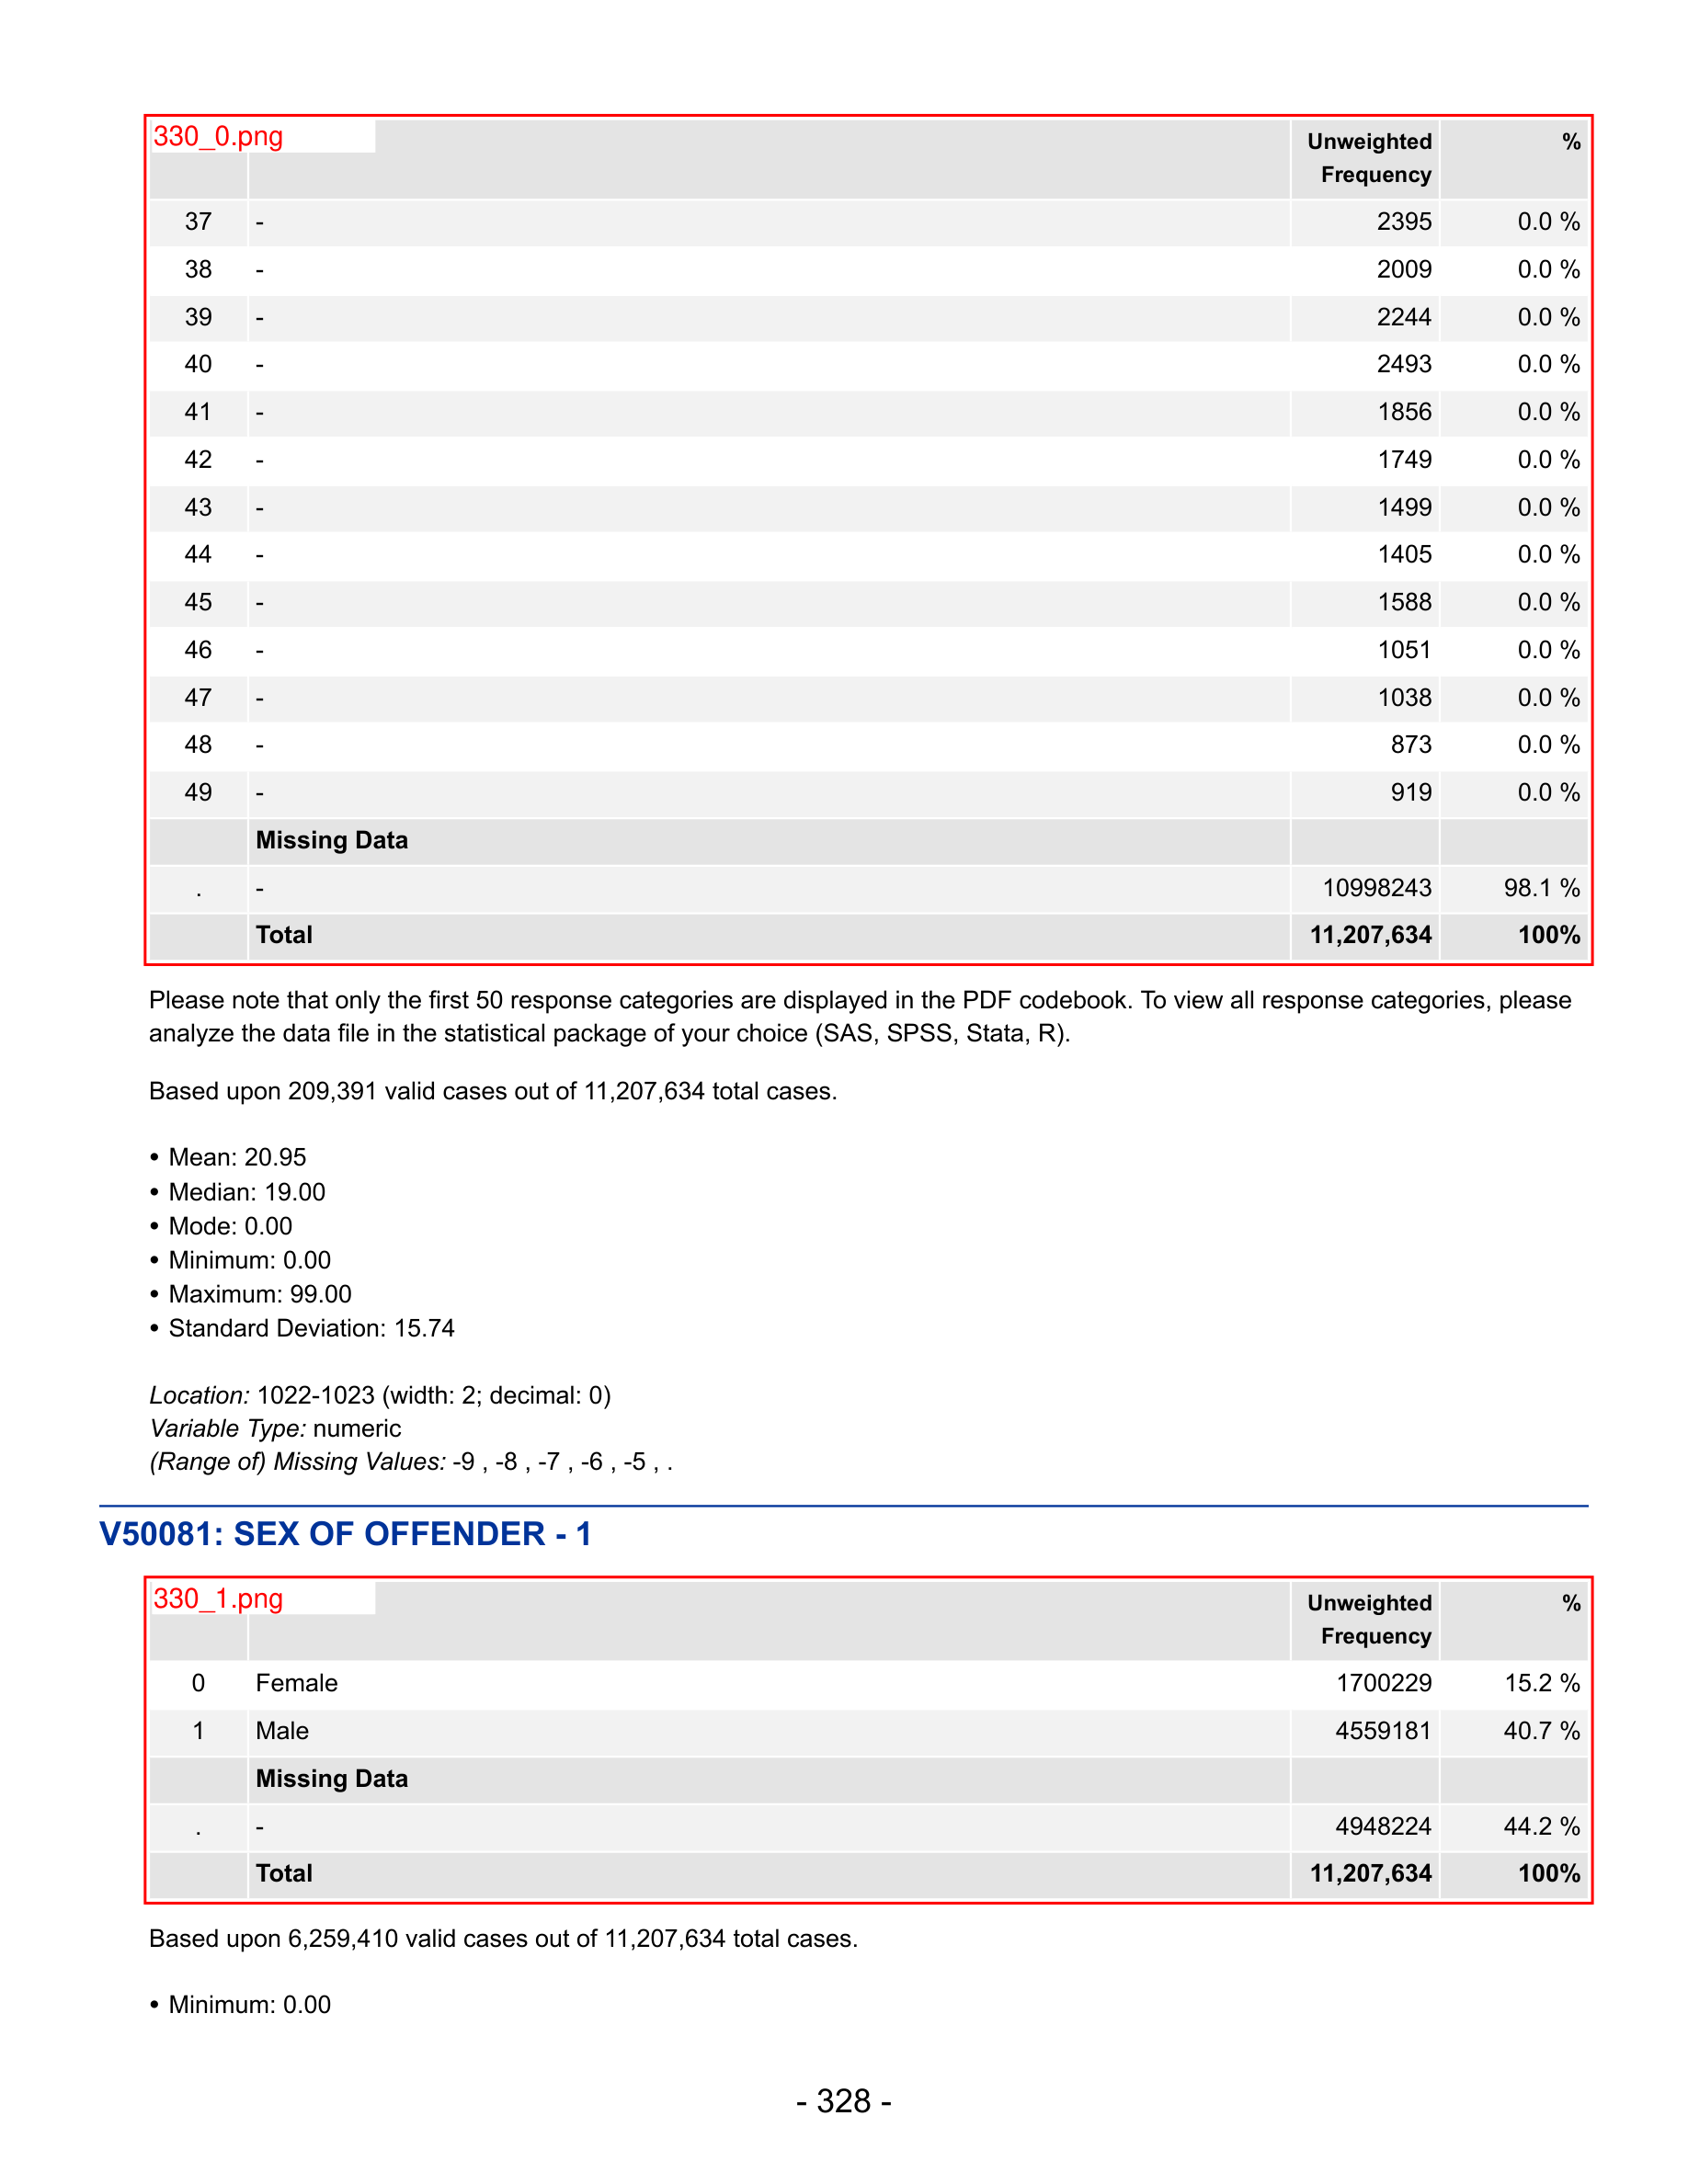 330_0.png
Unweighted Frequency %
37 - 2395 0.0 %
38 - 2009 0.0 %
39 - 2244 0.0 %
40 - 2493 0.0 %
41 - 1856 0.0 %
42 - 1749 0.0 %
43 - 1499 0.0 %
44 - 1405 0.0 %
45 - 1588 0.0 %
46 - 1051 0.0 %
47 - 1038 0.0 %
48 - 873 0.0 %
49 - 919 0.0 %
Missing Data
. - 10998243 98.1 %
Total 11,207,634 100%
Please note that only the first 50 response categories are displayed in the PDF codebook. To view all response categories, please
analyze the data file in the statistical package of your choice (SAS, SPSS, Stata, R).
Based upon 209,391 valid cases out of 11,207,634 total cases.
• Mean: 20.95
• Median: 19.00
• Mode: 0.00
• Minimum: 0.00
• Maximum: 99.00
• Standard Deviation: 15.74
Location: 1022-1023 (width: 2; decimal: 0)
Variable Type: numeric
(Range of) Missing Values: -9 , -8 , -7 , -6 , -5 , .
V50081: SEX OF OFFENDER - 1
330_1.png
Unweighted Frequency %
0 Female 1700229 15.2 %
1 Male 4559181 40.7 %
Missing Data
. - 4948224 44.2 %
Total 11,207,634 100%
Based upon 6,259,410 valid cases out of 11,207,634 total cases.
• Minimum: 0.00
- 328 -